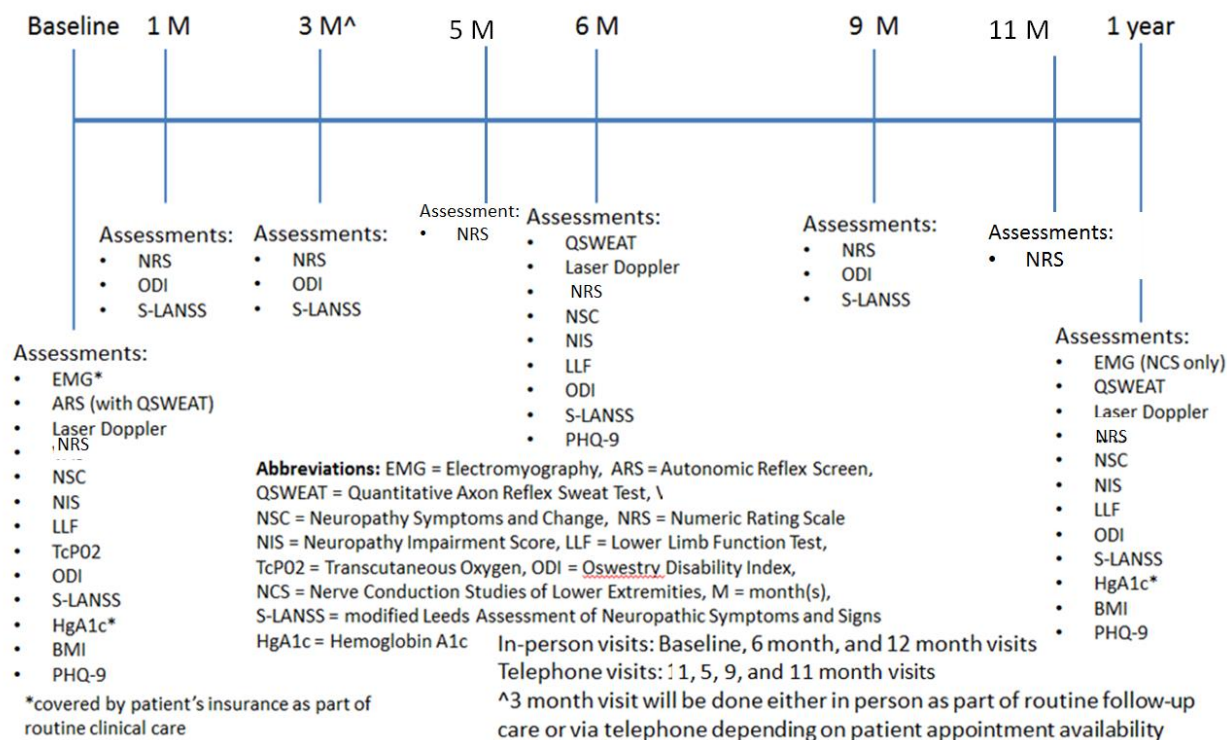 Baseline 1 M 3 M^ 5 M 6 M 9 M 11 M 1 year
Assessments:
• NRS
• ODI
• S-LANSS
Assessments:
• NRS
• ODI
• S-LANSS
Assessment:
• NRS
Assessments:
• QSWEAT
• Laser Doppler
• NRS
• NSC
• NIS
• LLF
• ODI
• S-LANSS
• PHQ-9
Assessments:
• NRS
• ODI
• S-LANSS
Assessments:
• NRS
Assessments:
• EMG*
• ARS (with QSWEAT)
• Laser Doppler
• NRS
• NSC
• NIS
• LLF
• TcP02
• ODI
• S-LANSS
• HgA1c*
• BMI
• PHQ-9
*covered by patient's insurance as part of
routine clinical care
Assessments:
• EMG (NCS only)
• QSWEAT
• Laser Doppler
• NRS
• NSC
• NIS
• LLF
• ODI
• S-LANSS
• HgA1c*
• BMI
• PHQ-9
Abbreviations: EMG = Electromyography, ARS = Autonomic Reflex Screen,
QSWEAT = Quantitative Axon Reflex Sweat Test, \
NSC = Neuropathy Symptoms and Change, NRS = Numeric Rating Scale
NIS = Neuropathy Impairment Score, LLF = Lower Limb Function Test,
TcP02 = Transcutaneous Oxygen, ODI = Oswestry Disability Index,
NCS = Nerve Conduction Studies of Lower Extremities, M = month(s),
S-LANSS = modified Leeds Assessment of Neuropathic Symptoms and Signs
HgA1c = Hemoglobin A1c
In-person visits: Baseline, 6 month, and 12 month visits
Telephone visits: 11, 5, 9, and 11 month visits
^3 month visit will be done either in person as part of routine follow-up
care or via telephone depending on patient appointment availability